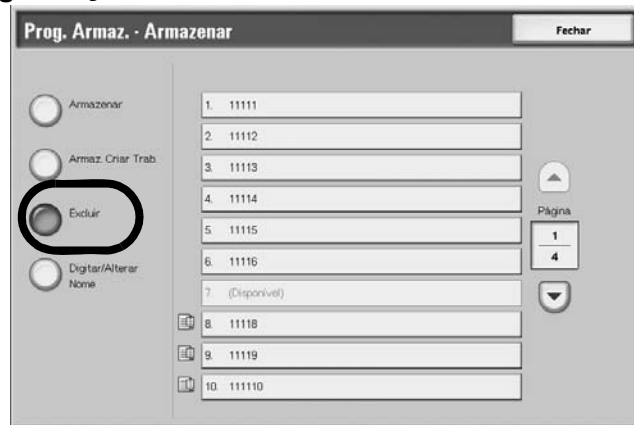 Prog. Armaz. - Armazenar
Fechar
Armazenar
Armaz. Criar Trab.
Excluir
Digitar/Alterar
Nome
1. 11111
2. 11112
3. 11113
4. 11114
5. 11115
6. 11116
7. (Disponível)
8. 11118
9. 11119
10. 111110
Página
1
4